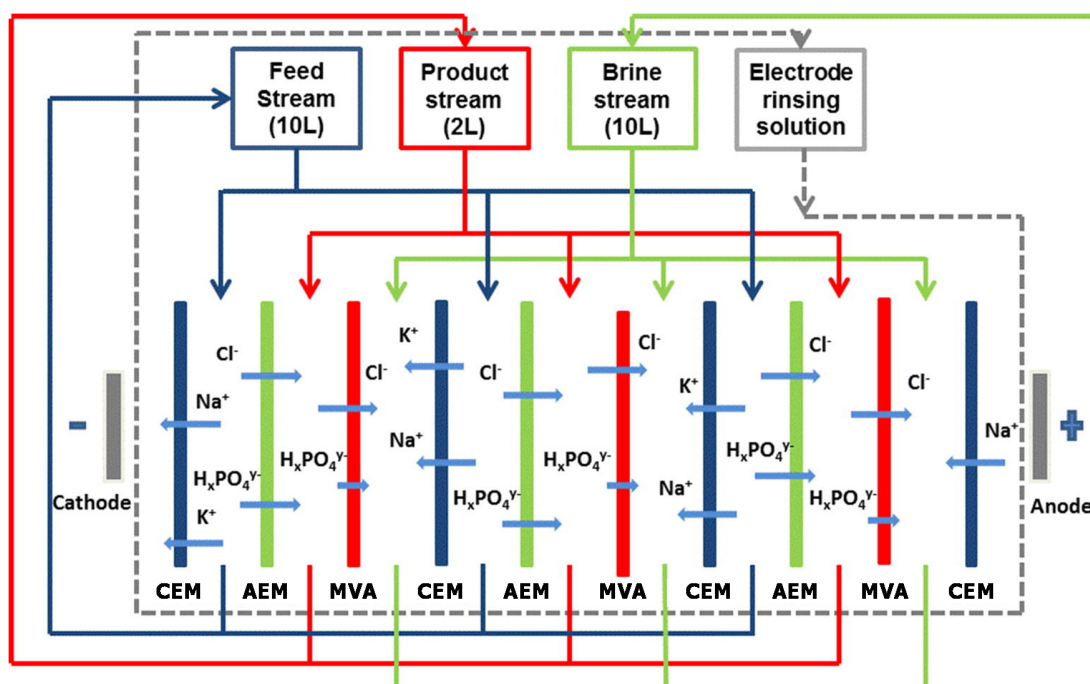 Feed
Stream
(10L)
Product
stream
(2L)
Brine
stream
(10L)
Electrode
rinsing
solution
Cl⁻
Na⁺
HₓPO₄ʸ⁻
K⁺
Cl⁻
HₓPO₄ʸ⁻
K⁺
Na⁺
Cl⁻
HₓPO₄ʸ⁻
Cl⁻
HₓPO₄ʸ⁻
K⁺
Na⁺
Cl⁻
HₓPO₄ʸ⁻
Cl⁻
HₓPO₄ʸ⁻
Na⁺
-
Cathode
+
Anode
CEM AEM MVA CEM AEM MVA CEM AEM MVA CEM